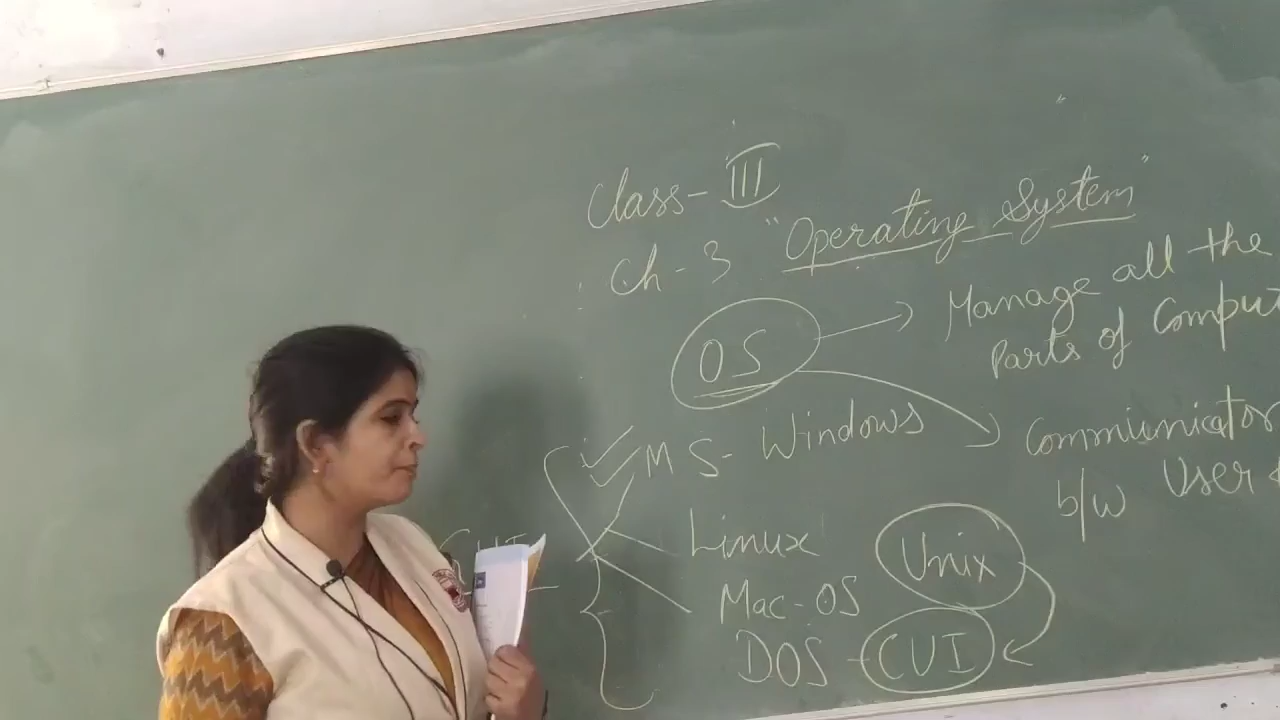 Class- III
Ch - 3 "Operating System"
OS
Manage all the
Parts of Comput
Communicator
b/w User &
MS- Windows
Linux
Mac-OS
DOS - CUI
Unix